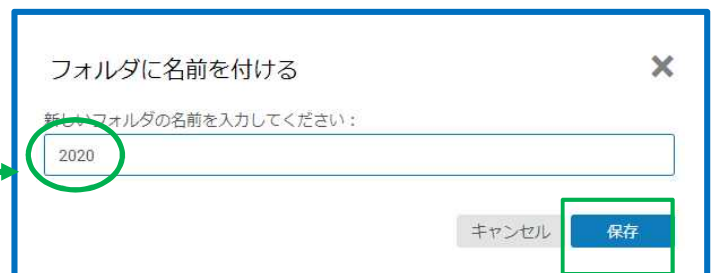 フォルダに名前を付ける
新しいフォルダの名前を入力してください：
2020
キャンセル 保存